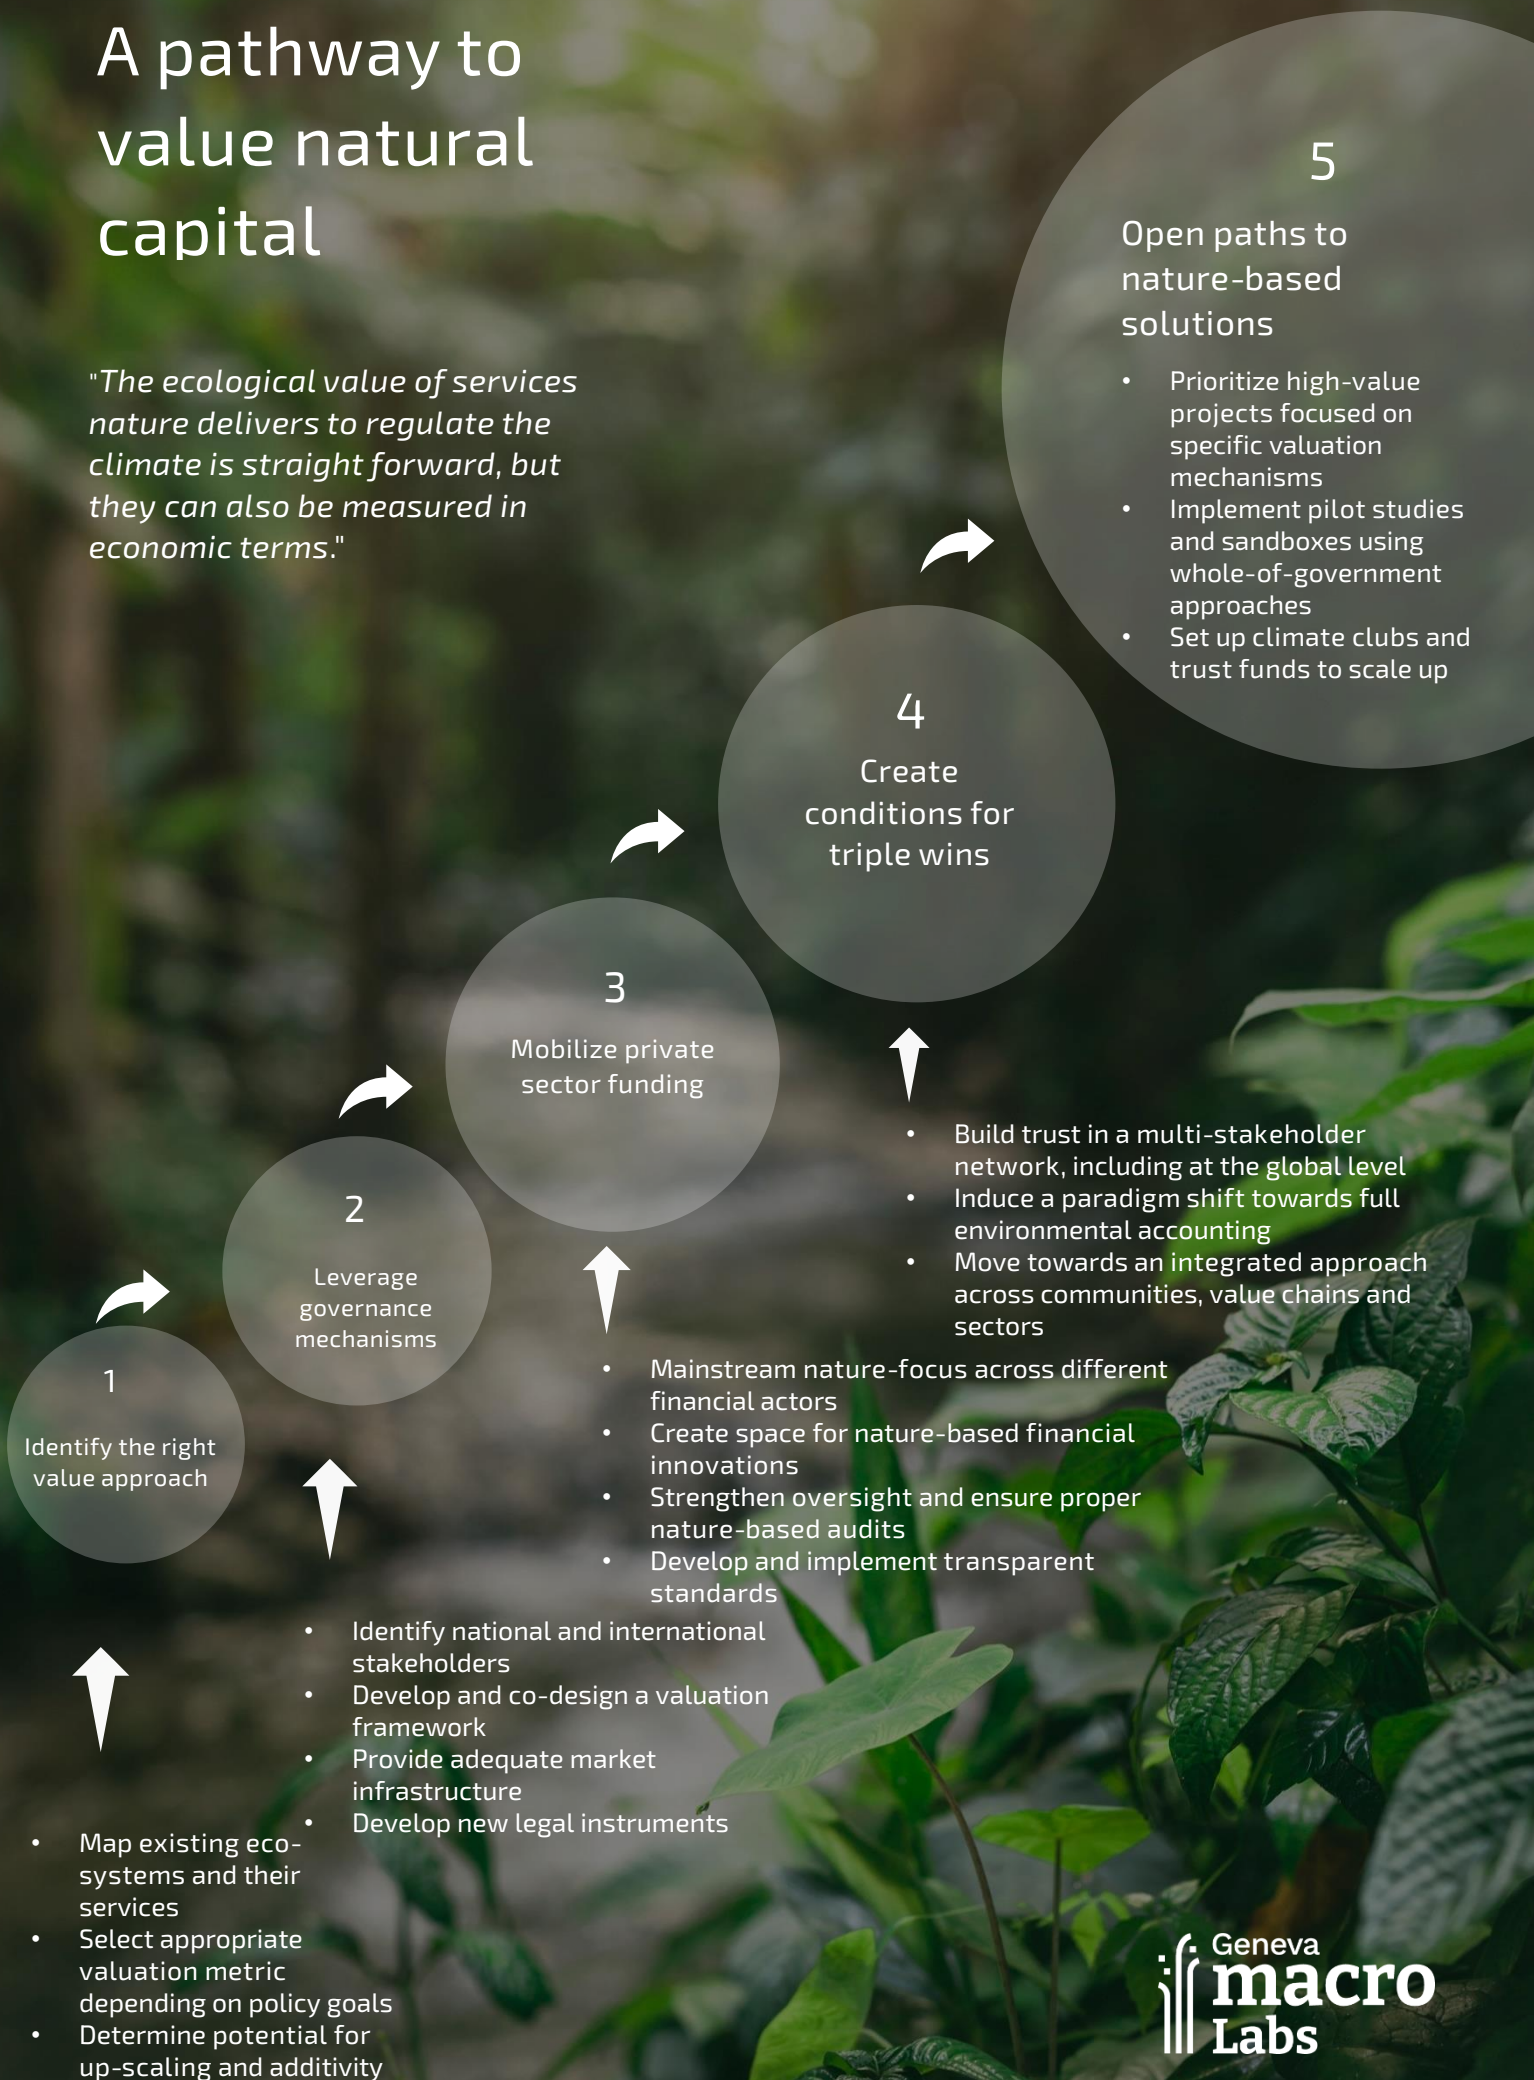 A pathway to
value natural
capital
"The ecological value of services
nature delivers to regulate the
climate is straight forward, but
they can also be measured in
economic terms."
5
Open paths to
nature-based
solutions
• Prioritize high-value
projects focused on
specific valuation
mechanisms
• Implement pilot studies
and sandboxes using
whole-of-government
approaches
• Set up climate clubs and
trust funds to scale up
4
Create
conditions for
triple wins
• Build trust in a multi-stakeholder
network, including at the global level
• Induce a paradigm shift towards full
environmental accounting
• Move towards an integrated approach
across communities, value chains and
sectors
3
Mobilize private
sector funding
• Mainstream nature-focus across different
financial actors
• Create space for nature-based financial
innovations
• Strengthen oversight and ensure proper
nature-based audits
• Develop and implement transparent
standards
2
Leverage
governance
mechanisms
• Identify national and international
stakeholders
• Develop and co-design a valuation
framework
• Provide adequate market
infrastructure
• Develop new legal instruments
1
Identify the right
value approach
• Map existing eco-
systems and their
services
• Select appropriate
valuation metric
depending on policy goals
• Determine potential for
up-scaling and additivity
Geneva
macro
Labs